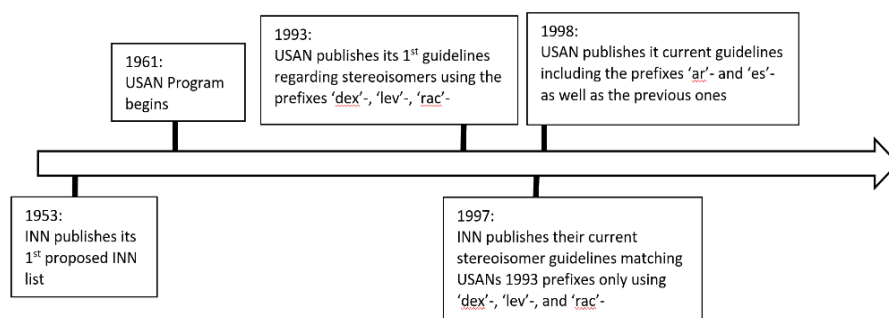 1961:
USAN Program
begins
1993:
USAN publishes its 1st guidelines
regarding stereoisomers using the
prefixes ‘dex’-, ‘lev’-, ‘rac’-
1998:
USAN publishes it current guidelines
including the prefixes ‘ar’- and ‘es’-
as well as the previous ones
1953:
INN publishes its
1st proposed INN
list
1997:
INN publishes their current
stereoisomer guidelines matching
USANs 1993 prefixes only using
‘dex’-, ‘lev’-, and ‘rac’-